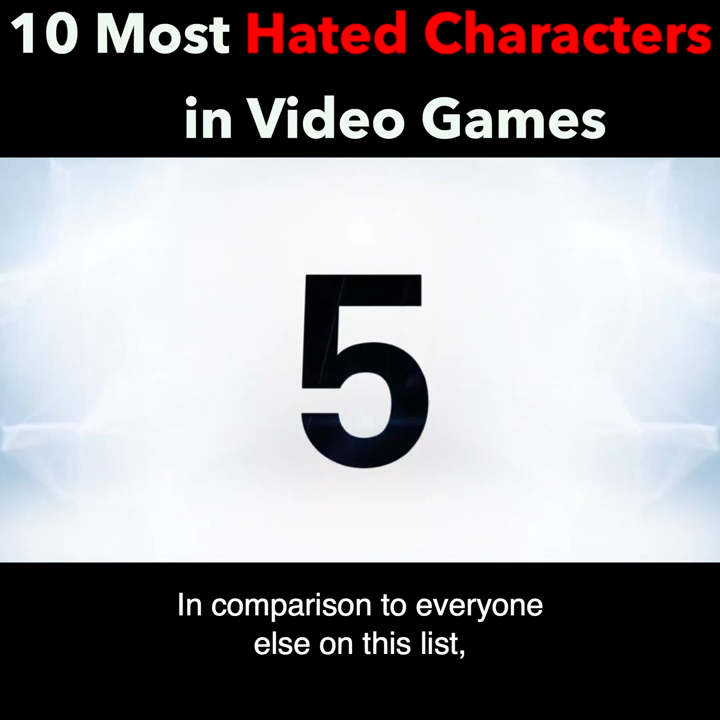 10 Most Hated Characters
in Video Games
5
In comparison to everyone
else on this list,